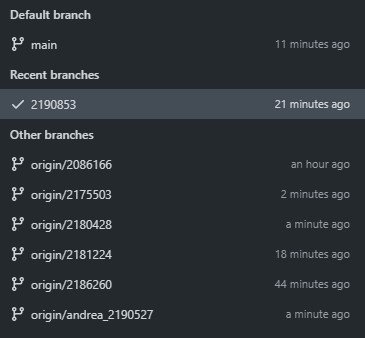 Default branch
main 11 minutes ago
Recent branches
2190853 21 minutes ago
Other branches
origin/2086166 an hour ago
origin/2175503 2 minutes ago
origin/2180428 a minute ago
origin/2181224 18 minutes ago
origin/2186260 44 minutes ago
origin/andrea_2190527 a minute ago